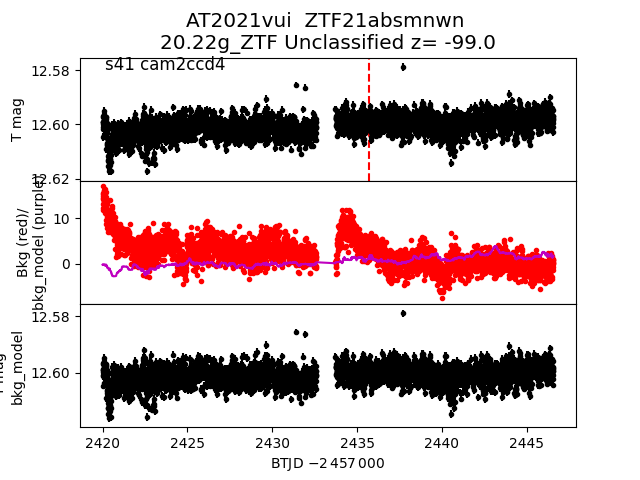 AT2021vui  ZTF21absmnwn
20.22g_ZTF Unclassified z= -99.0
s41 cam2ccd4
12.58
12.60
12.62
T mag
10
0
Bkg (red)/
bkg_model (purple)
12.58
12.60
T mag
bkg_model
2420
2425
2430
2435
2440
2445
BTJD −2 457 000